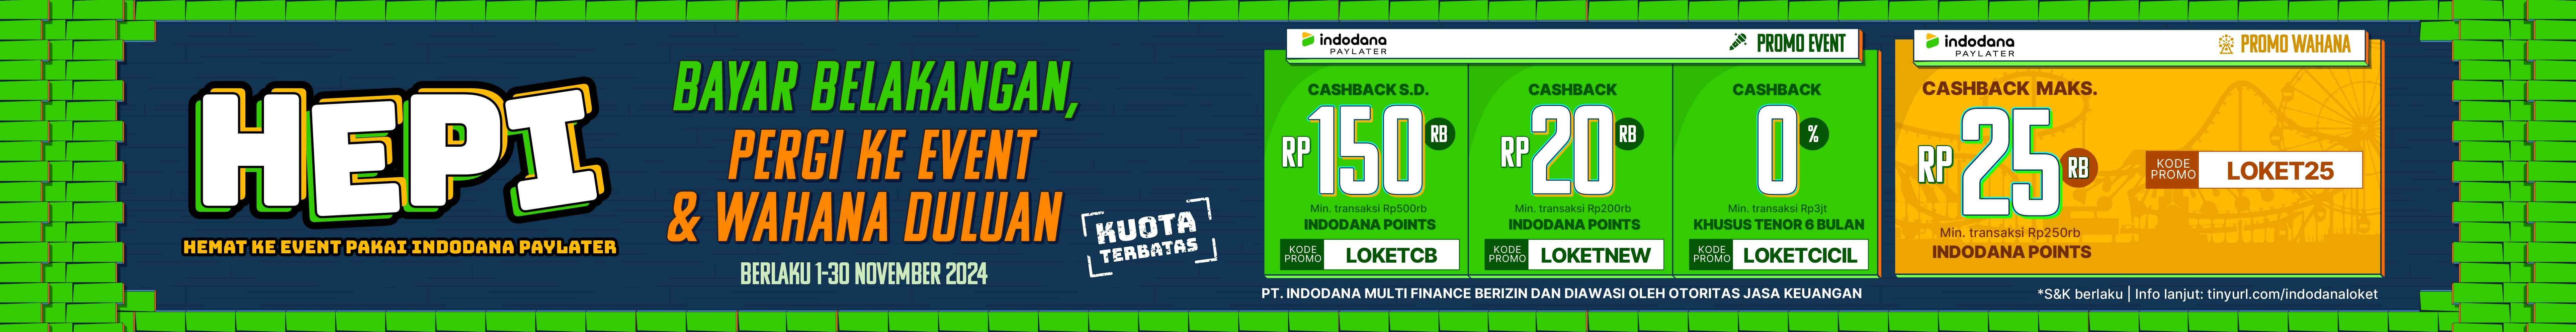 HEPI
HEMAT KE EVENT PAKAI INDODANA PAYLATER
BAYAR BELAKANGAN,
PERGI KE EVENT
& WAHANA DULUAN
BERLAKU 1-30 NOVEMBER 2024
KUOTA
TERBATAS
indodana
PAYLATER
PROMO EVENT
CASHBACK S.D.
RP 150 RB
Min. transaksi Rp500rb
INDODANA POINTS
KODE
PROMO
LOKETCB
CASHBACK
RP 20 RB
Min. transaksi Rp200rb
INDODANA POINTS
KODE
PROMO
LOKETNEW
CASHBACK
0 %
Min. transaksi Rp3jt
KHUSUS TENOR 6 BULAN
KODE
PROMO
LOKETCICIL
PT. INDODANA MULTI FINANCE BERIZIN DAN DIAWASI OLEH OTORITAS JASA KEUANGAN
indodana
PAYLATER
PROMO WAHANA
CASHBACK MAKS.
RP 25 RB
Min. transaksi Rp250rb
INDODANA POINTS
KODE
PROMO
LOKET25
*S&K berlaku | Info lanjut: tinyurl.com/indodanaloket